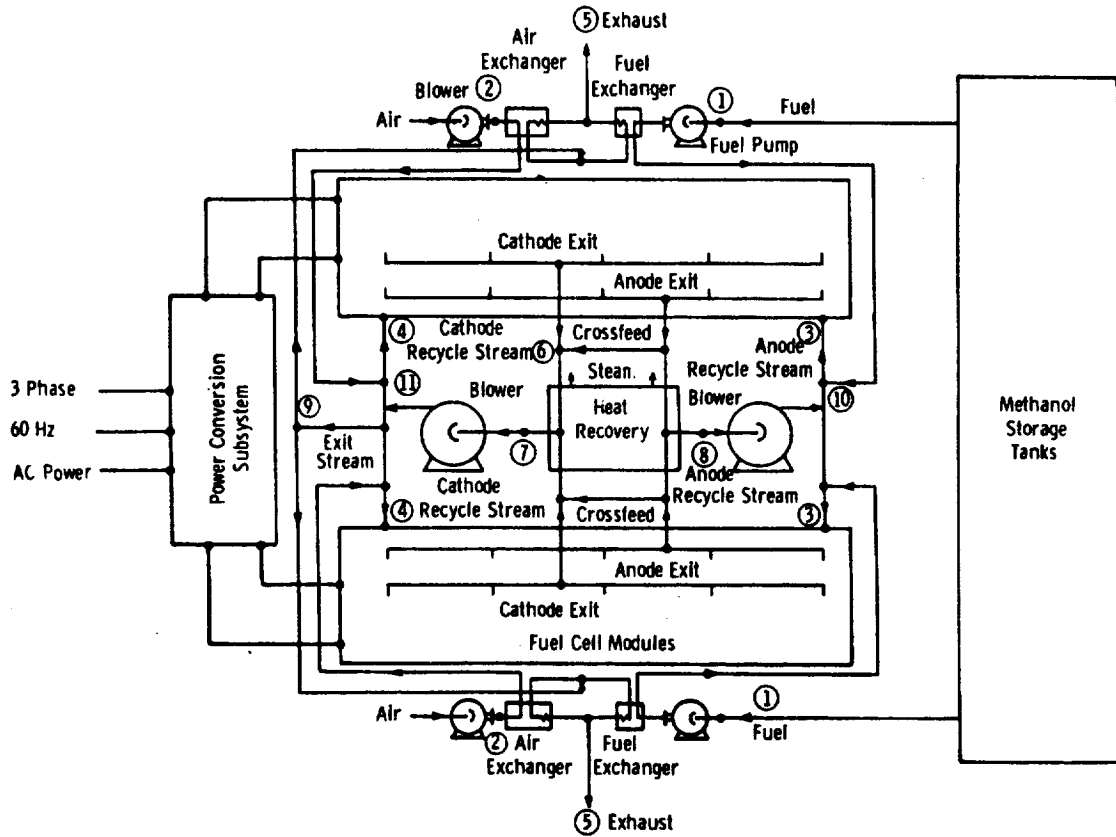 ⑤ Exhaust
Air
Exchanger
Fuel
Exchanger
Blower ②
①
Fuel
Air
Fuel Pump
Cathode Exit
Anode Exit
④
Cathode
Recycle Stream
⑥
Crossfeed
③
Anode
Recycle Stream
Stean.
⑪
Blower
Heat
Recovery
Blower
⑩
3 Phase
60 Hz
AC Power
Power Conversion
Subsystem
⑨
Exit
Stream
⑦
⑧
Methanol
Storage
Tanks
Cathode
Recycle Stream
④
Anode
Recycle Stream
Crossfeed
③
Anode Exit
Cathode Exit
Fuel Cell Modules
Air
② Air
Exchanger
Fuel
Exchanger
①
Fuel
⑤ Exhaust